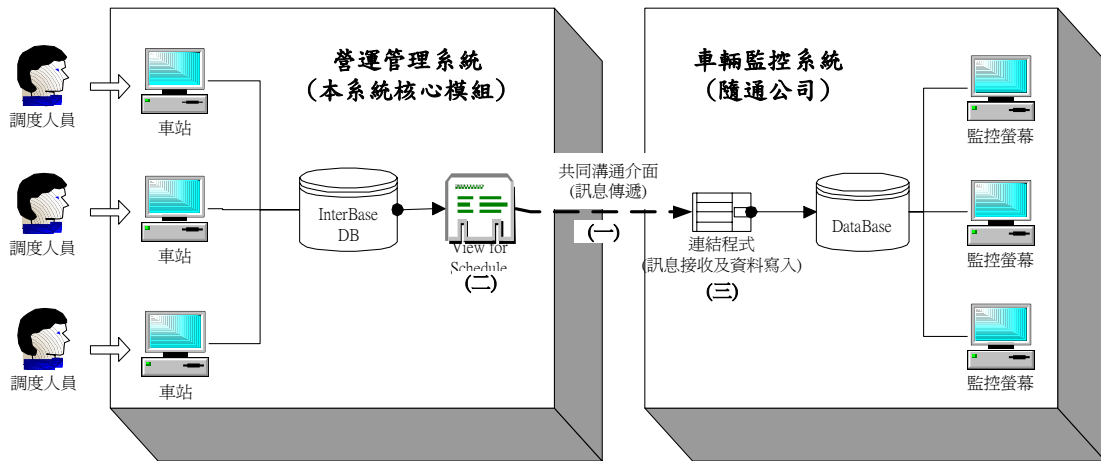 營運管理系統
(本系統核心模組)
車輛監控系統
(隨通公司)
調度人員
車站
調度人員
車站
調度人員
車站
InterBase
DB
View for
Schedule
(二)
共同溝通介面
(訊息傳遞)
(一)
連結程式
(訊息接收及資料寫入)
(三)
DataBase
監控螢幕
監控螢幕
監控螢幕